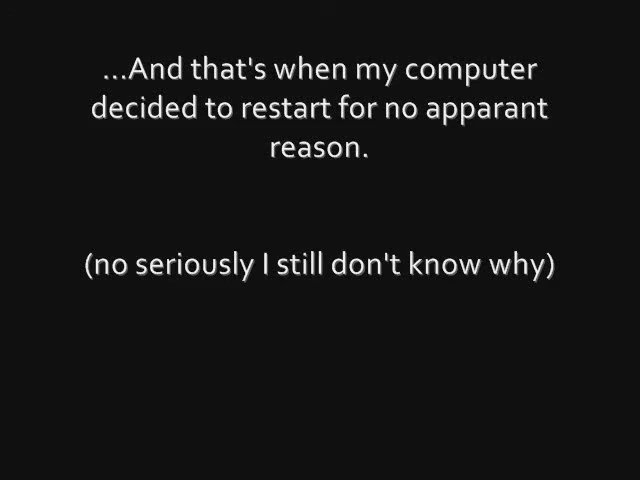 ...And that's when my computer
decided to restart for no apparant
reason.
(no seriously I still don't know why)